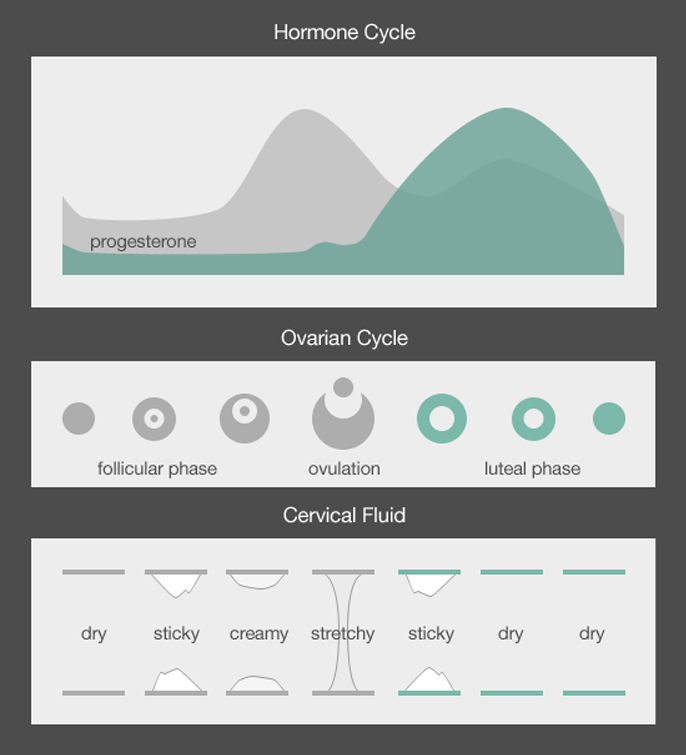 Hormone Cycle
progesterone
Ovarian Cycle
follicular phase ovulation luteal phase
Cervical Fluid
dry sticky creamy stretchy sticky dry dry